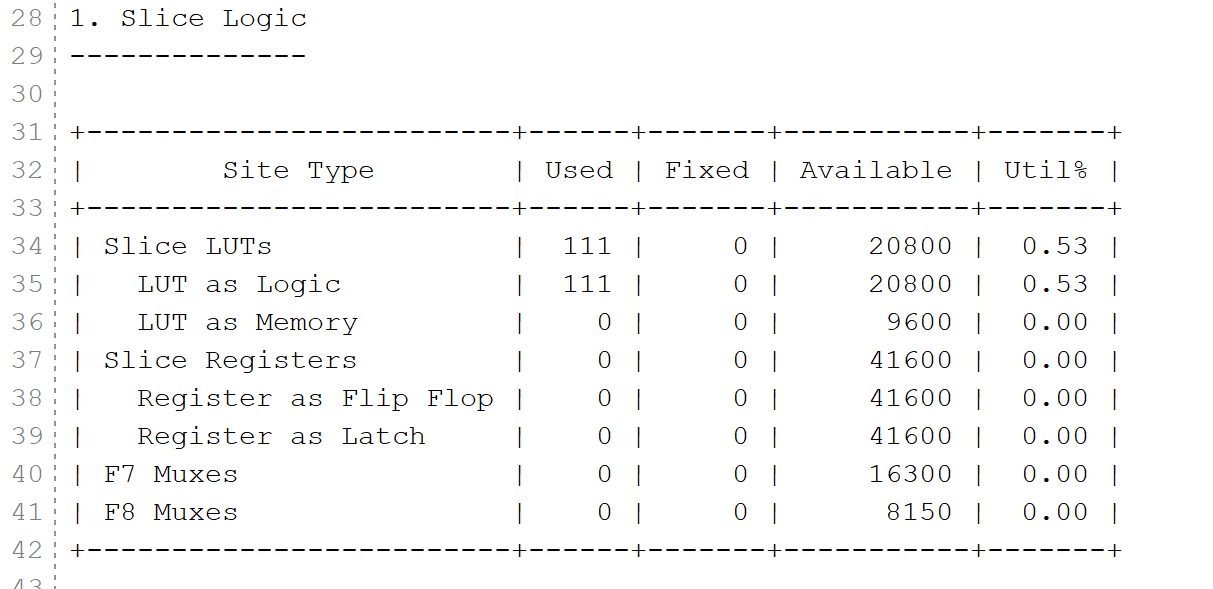 28 1. Slice Logic
29 --------------
30
31 +-------------------------+------+-------+-----------+-------+
32 |        Site Type        | Used | Fixed | Available | Util% |
33 +-------------------------+------+-------+-----------+-------+
34 | Slice LUTs              |  111 |     0 |     20800 |  0.53 |
35 |   LUT as Logic          |  111 |     0 |     20800 |  0.53 |
36 |   LUT as Memory         |    0 |     0 |      9600 |  0.00 |
37 | Slice Registers         |    0 |     0 |     41600 |  0.00 |
38 |   Register as Flip Flop |    0 |     0 |     41600 |  0.00 |
39 |   Register as Latch     |    0 |     0 |     41600 |  0.00 |
40 | F7 Muxes                |    0 |     0 |     16300 |  0.00 |
41 | F8 Muxes                |    0 |     0 |      8150 |  0.00 |
42 +-------------------------+------+-------+-----------+-------+
43